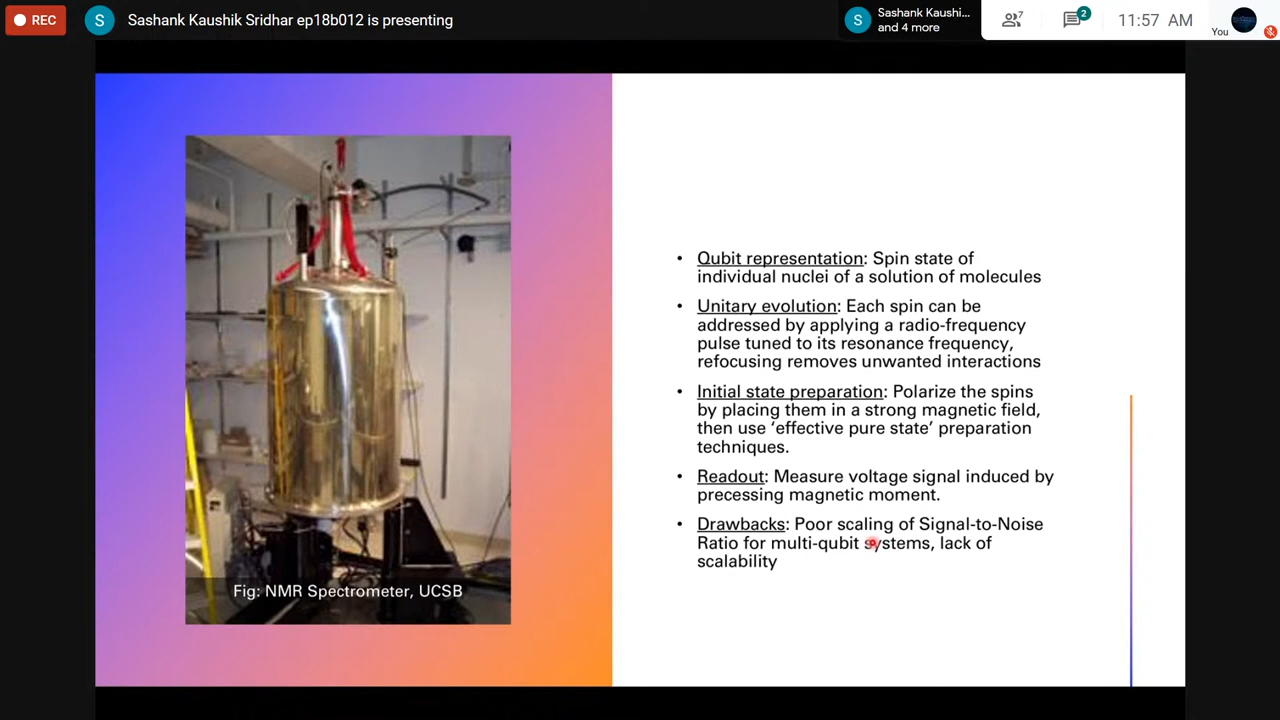 REC
S
Sashank Kaushik Sridhar ep18b012 is presenting
S
Sashank Kaushi...
and 4 more
7
2
11:57 AM
You
Fig: NMR Spectrometer, UCSB
• Qubit representation: Spin state of
individual nuclei of a solution of molecules
• Unitary evolution: Each spin can be
addressed by applying a radio-frequency
pulse tuned to its resonance frequency,
refocusing removes unwanted interactions
• Initial state preparation: Polarize the spins
by placing them in a strong magnetic field,
then use ‘effective pure state’ preparation
techniques.
• Readout: Measure voltage signal induced by
precessing magnetic moment.
• Drawbacks: Poor scaling of Signal-to-Noise
Ratio for multi-qubit systems, lack of
scalability